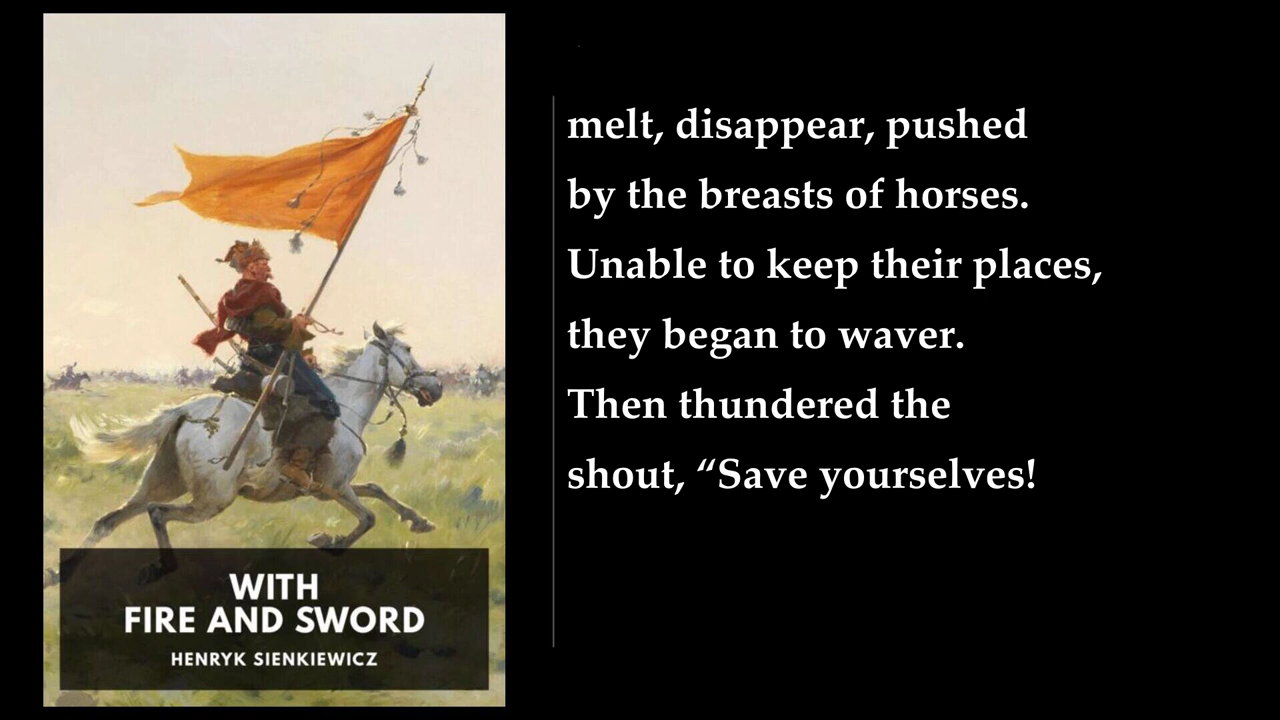 WITH
FIRE AND SWORD
HENRYK SIENKIEWICZ
melt, disappear, pushed
by the breasts of horses.
Unable to keep their places,
they began to waver.
Then thundered the
shout, “Save yourselves!